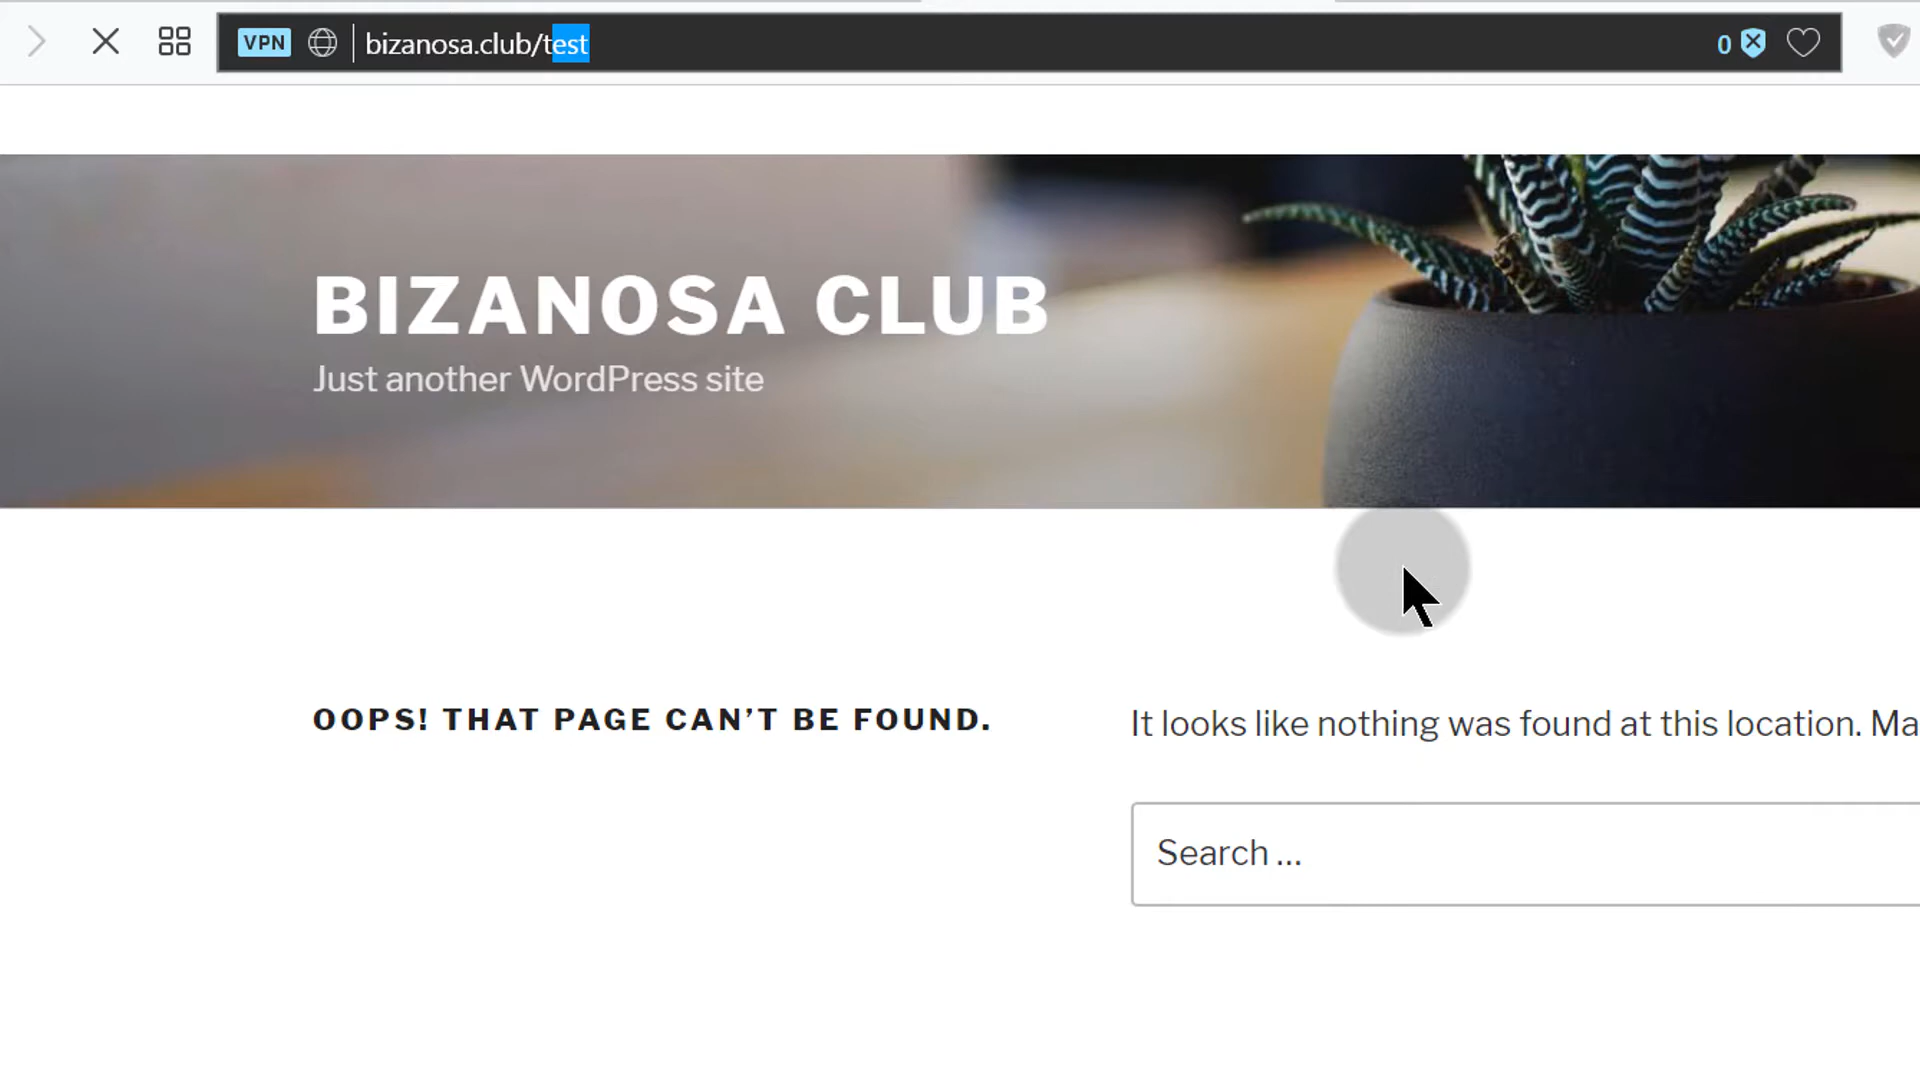 VPN bizanosa.club/test 0
BIZANOSA CLUB
Just another WordPress site
OOPS! THAT PAGE CAN’T BE FOUND.
It looks like nothing was found at this location. Ma
Search ...